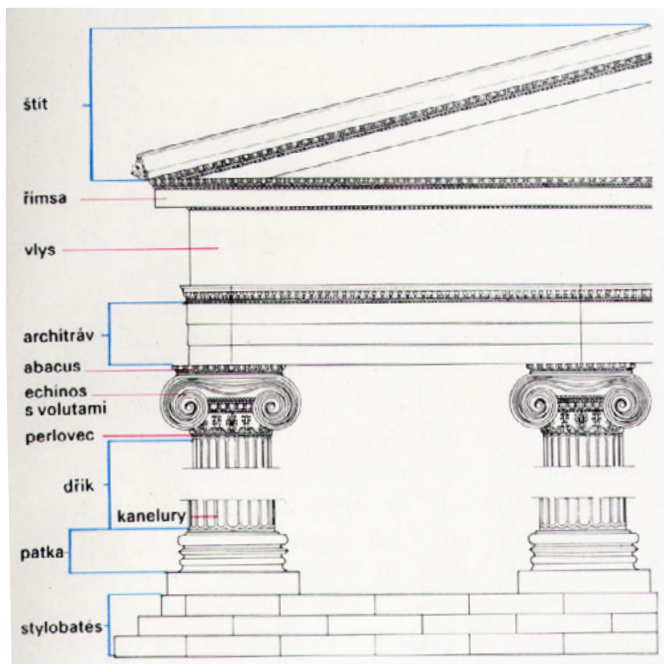 štít
římsa
vlys
architráv
abacus
echinos
s volutami
perlovec
dřík
kanelury
patka
stylobatés